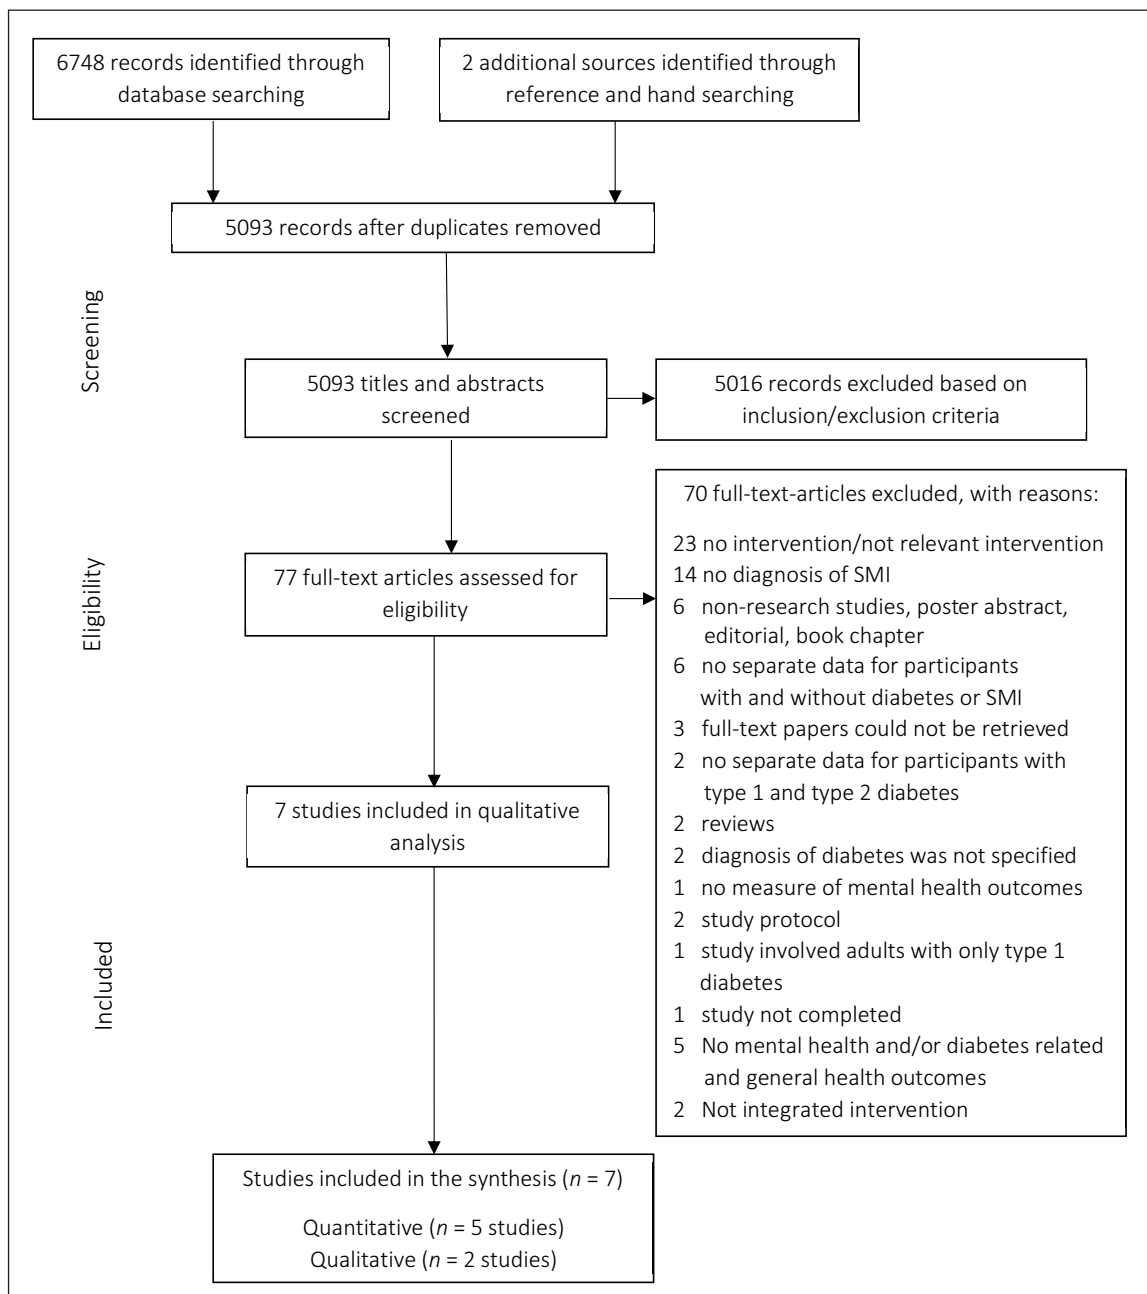 6748 records identified through
database searching
2 additional sources identified through
reference and hand searching
5093 records after duplicates removed
Screening
5093 titles and abstracts
screened
5016 records excluded based on
inclusion/exclusion criteria
Eligibility
77 full-text articles assessed for
eligibility
70 full-text-articles excluded, with reasons:
23 no intervention/not relevant intervention
14 no diagnosis of SMI
6 non-research studies, poster abstract,
editorial, book chapter
6 no separate data for participants
with and without diabetes or SMI
3 full-text papers could not be retrieved
2 no separate data for participants with
type 1 and type 2 diabetes
2 reviews
2 diagnosis of diabetes was not specified
1 no measure of mental health outcomes
2 study protocol
1 study involved adults with only type 1
diabetes
1 study not completed
5 No mental health and/or diabetes related
and general health outcomes
2 Not integrated intervention
7 studies included in qualitative
analysis
Included
Studies included in the synthesis (n = 7)
Quantitative (n = 5 studies)
Qualitative (n = 2 studies)